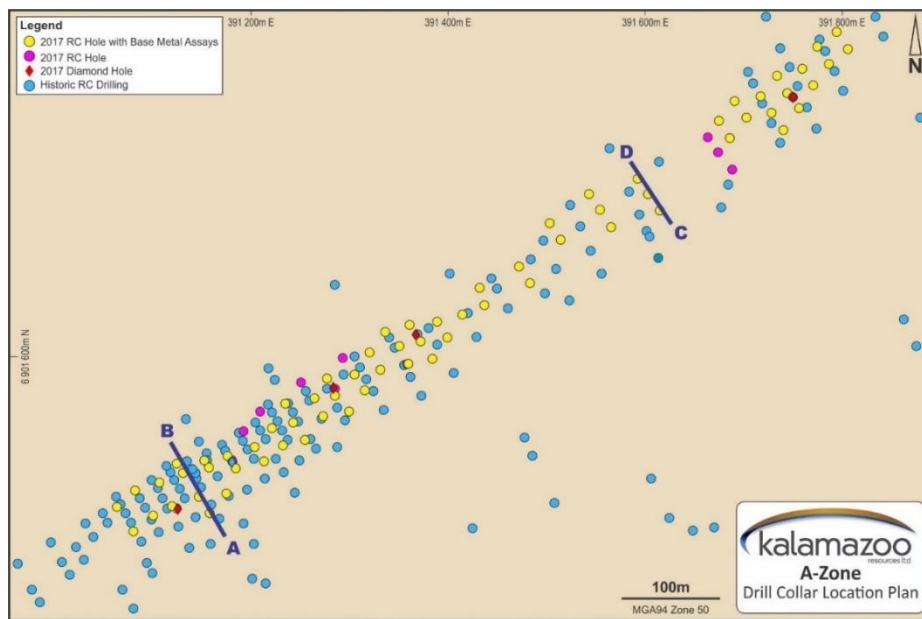 391 200m E
391 400m E
391 600m E
391 800m E
Legend
2017 RC Hole with Base Metal Assays
2017 RC Hole
2017 Diamond Hole
Historic RC Drilling
N
D
C
6 901 600m N
B
A
100m
MGA94 Zone 50
kalamazoo
resources ltd.
A-Zone
Drill Collar Location Plan